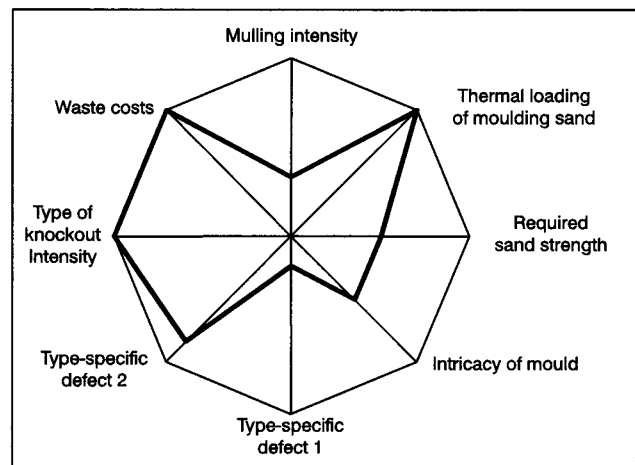 Mulling intensity
Thermal loading
of moulding sand
Waste costs
Type of
knockout
Intensity
Required
sand strength
Type-specific
defect 2
Intricacy of mould
Type-specific
defect 1